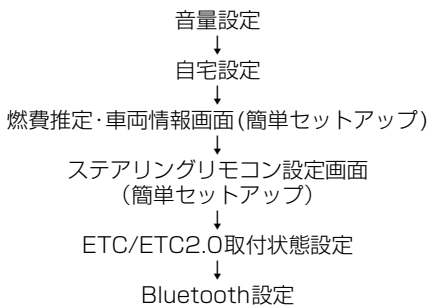 音量設定
↓
自宅設定
↓
燃費推定・車両情報画面(簡単セットアップ)
↓
ステアリングリモコン設定画面
（簡単セットアップ）
↓
ETC/ETC2.0取付状態設定
↓
Bluetooth設定